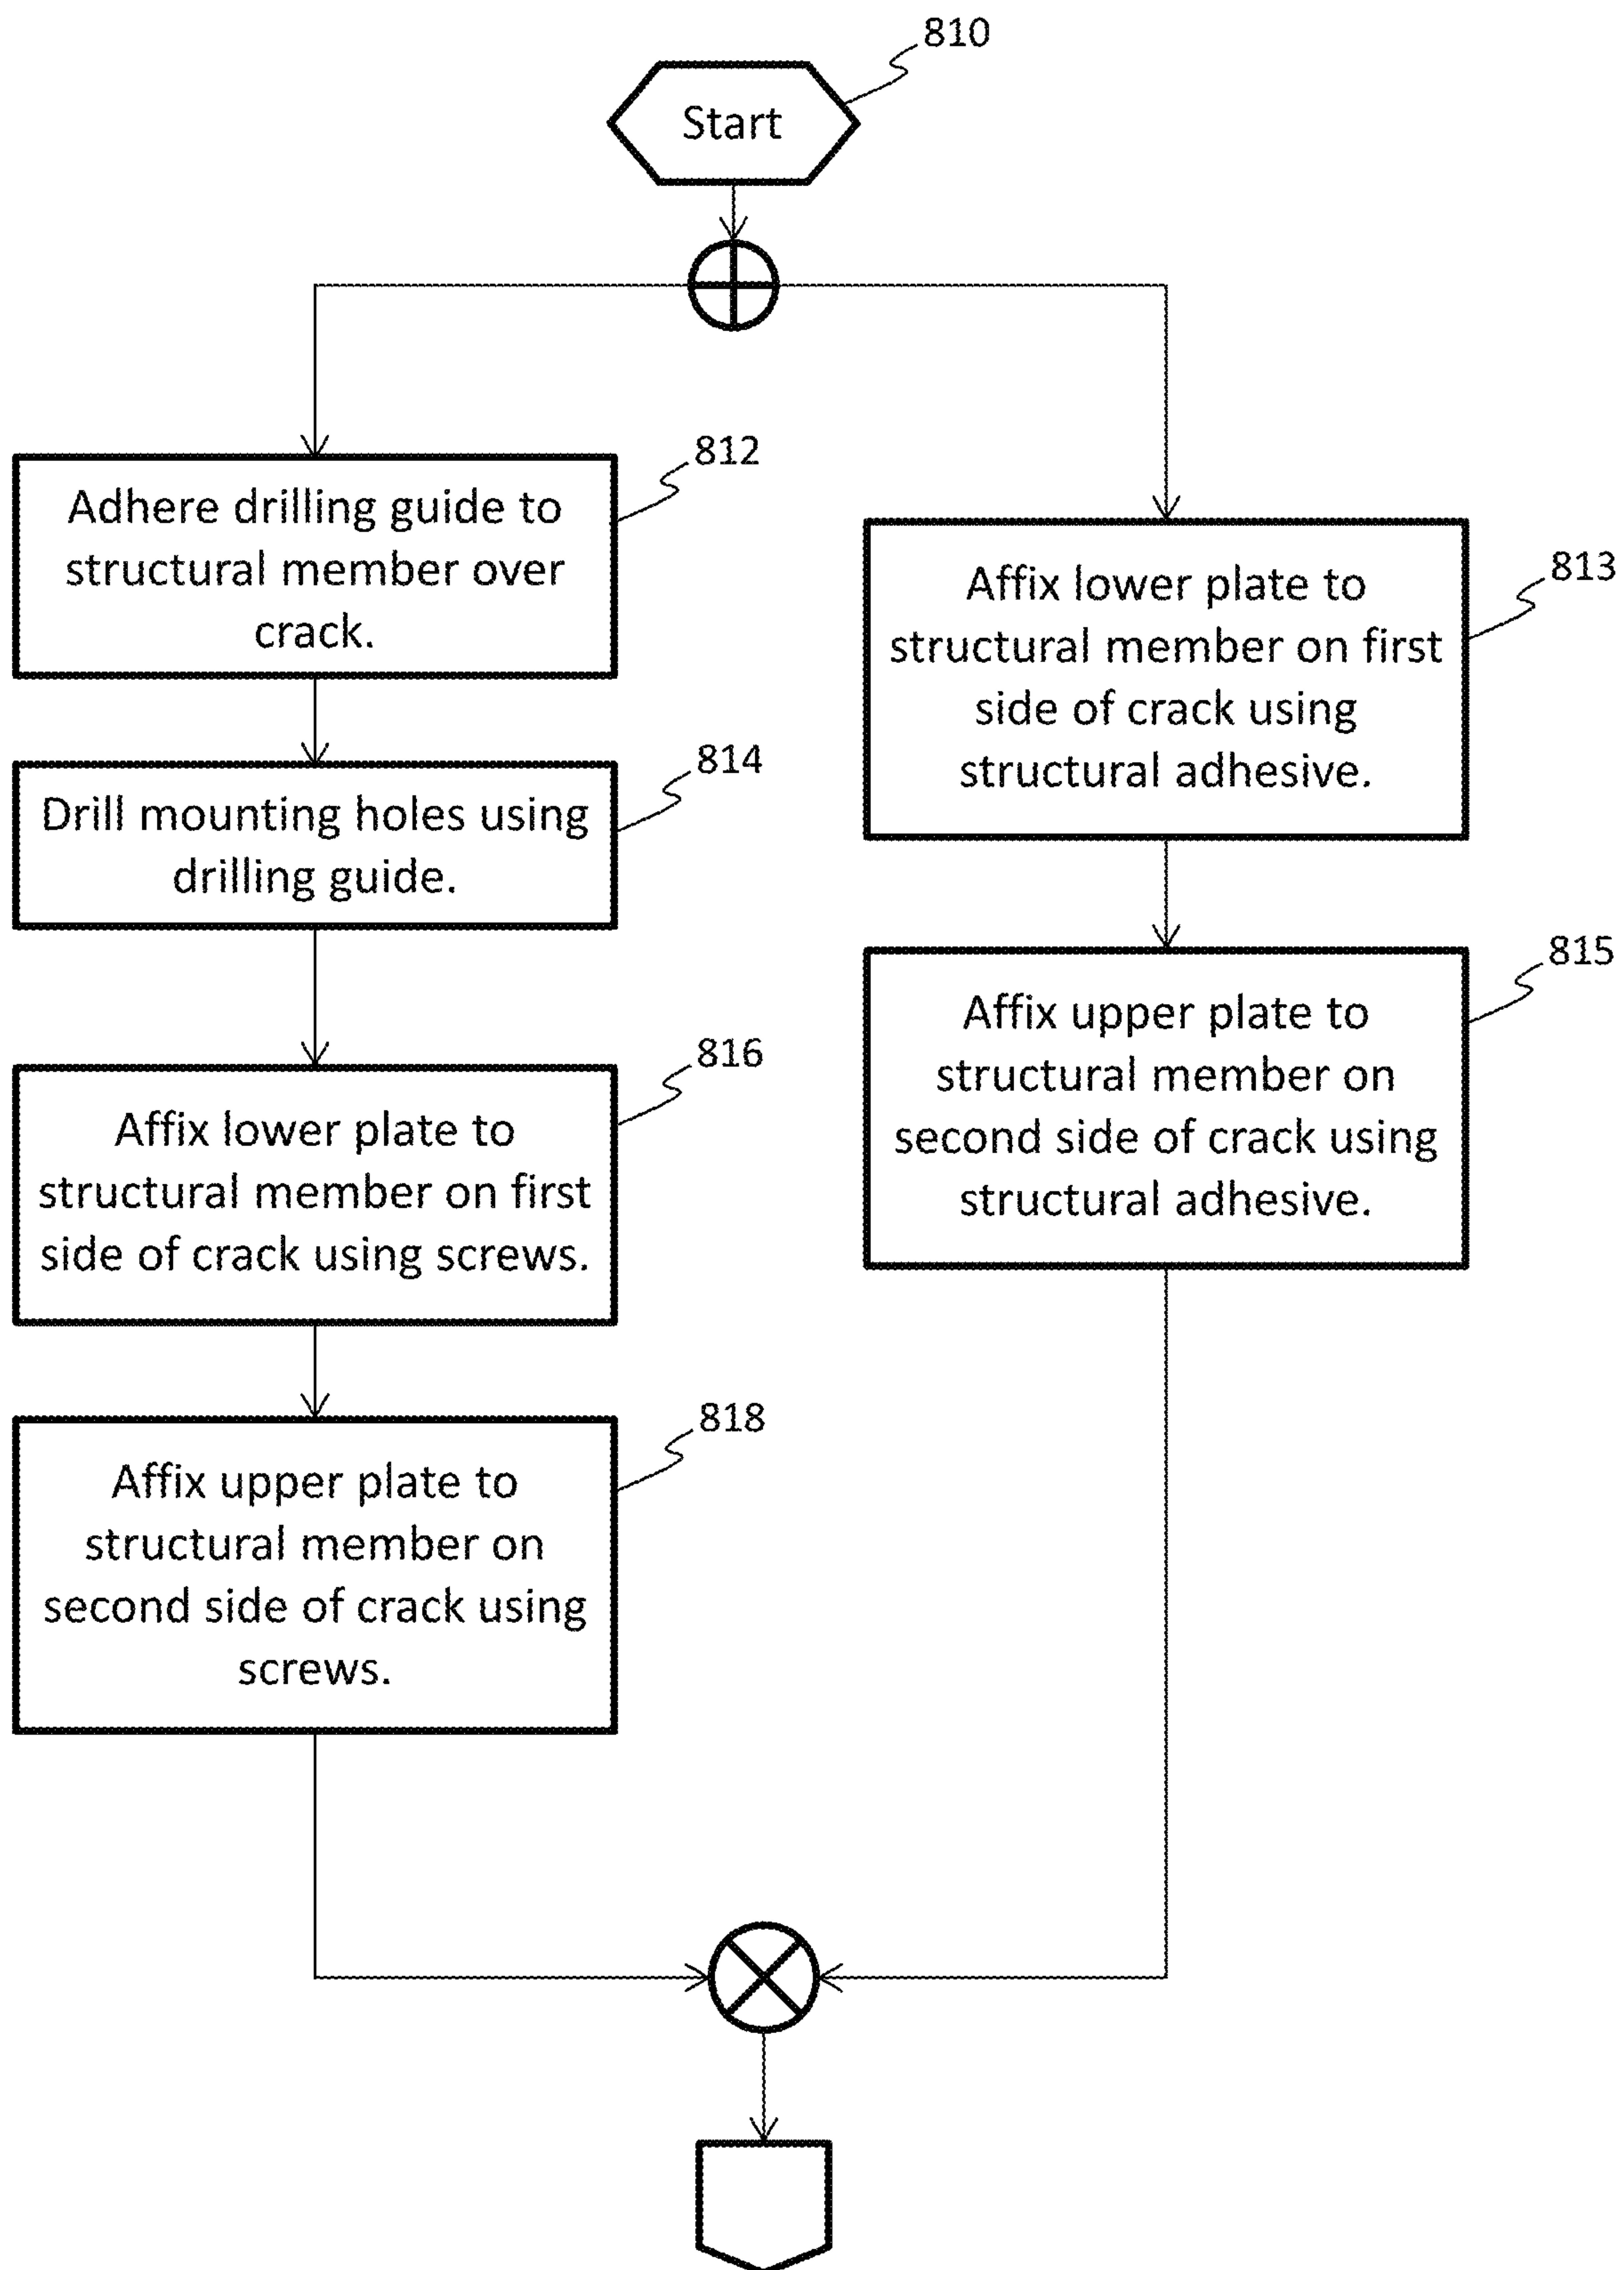 810
Start
812
Adhere drilling guide to
structural member over
crack.
814
Drill mounting holes using
drilling guide.
816
Affix lower plate to
structural member on first
side of crack using screws.
818
Affix upper plate to
structural member on
second side of crack using
screws.
813
Affix lower plate to
structural member on first
side of crack using
structural adhesive.
815
Affix upper plate to
structural member on
second side of crack using
structural adhesive.